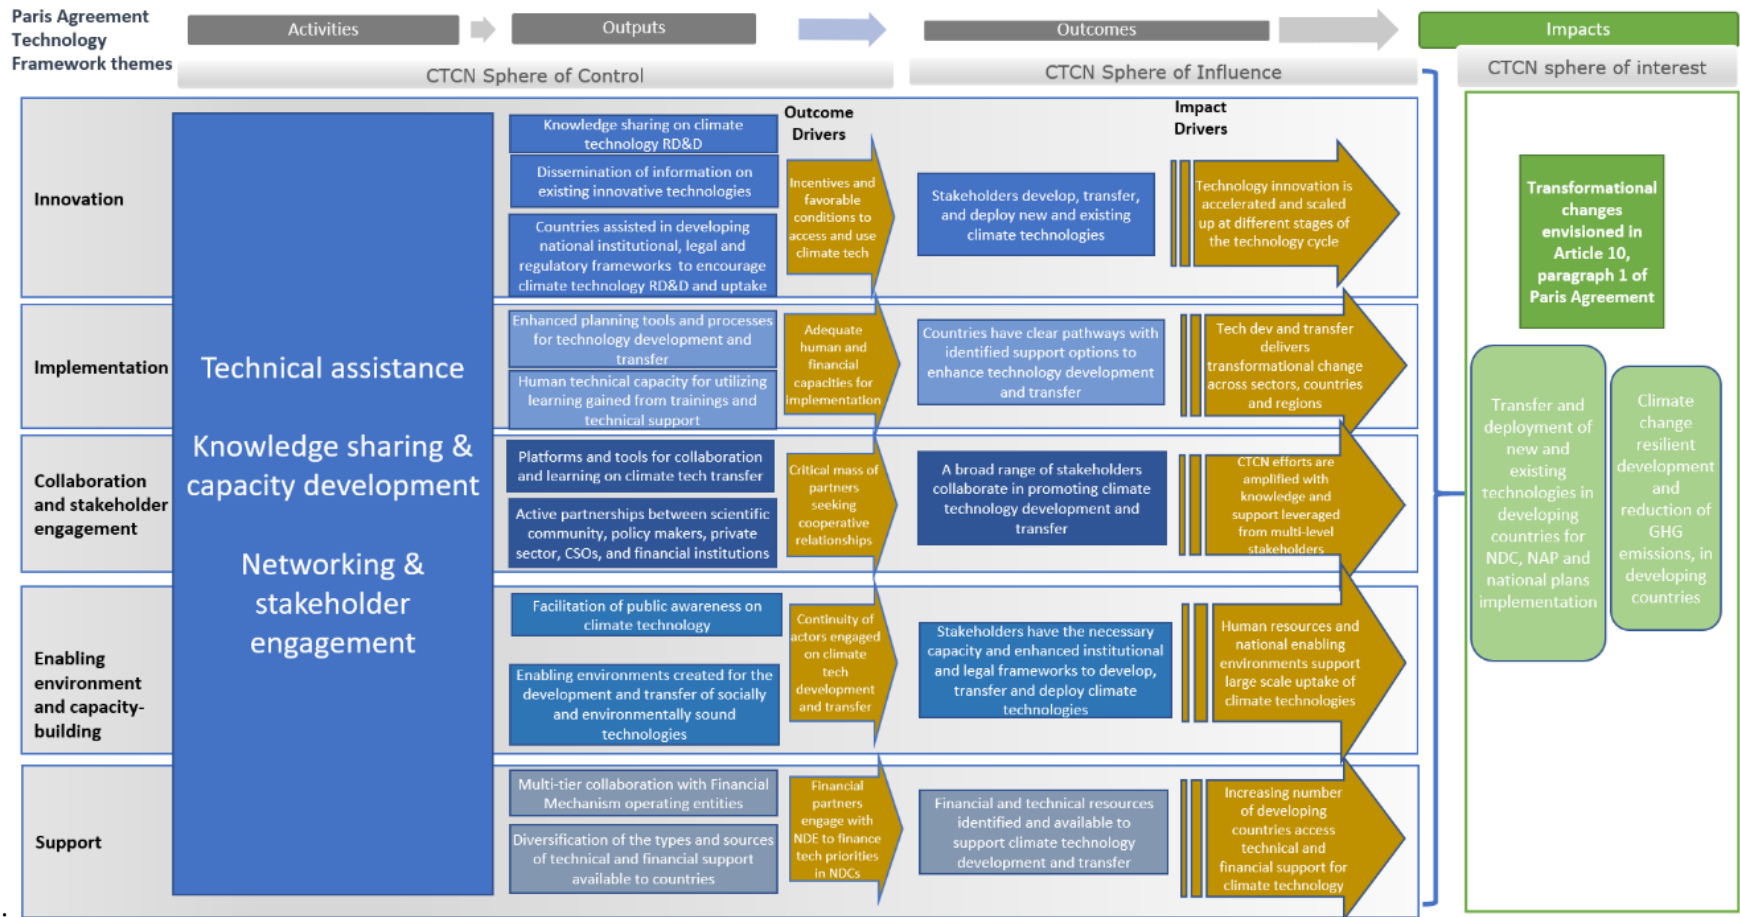 Paris Agreement
Technology
Framework themes
Activities
Outputs
Outcomes
Impacts
CTCN Sphere of Control
CTCN Sphere of Influence
CTCN sphere of interest
Outcome
Drivers
Impact
Drivers
Technical assistance
Knowledge sharing &
capacity development
Networking &
stakeholder
engagement
Innovation
Knowledge sharing on climate
technology RD&D
Dissemination of information on
existing innovative technologies
Countries assisted in developing
national institutional, legal and
regulatory frameworks to encourage
climate technology RD&D and uptake
Incentives and
favorable
conditions to
access and use
climate tech
Stakeholders develop, transfer,
and deploy new and existing
climate technologies
Technology innovation is
accelerated and scaled
up at different stages of
the technology cycle
Implementation
Enhanced planning tools and processes
for technology development and
transfer
Human technical capacity for utilizing
learning gained from trainings and
technical support
Adequate
human and
financial
capacities for
implementation
Countries have clear pathways with
identified support options to
enhance technology development
and transfer
Tech dev and transfer
delivers
transformational change
across sectors, countries
and regions
Collaboration
and stakeholder
engagement
Platforms and tools for collaboration
and learning on climate tech transfer
Active partnerships between scientific
community, policy makers, private
sector, CSOs, and financial institutions
Critical mass of
partners
seeking
cooperative
relationships
A broad range of stakeholders
collaborate in promoting climate
technology development and
transfer
CTCN efforts are
amplified with
knowledge and
support leveraged
from multi-level
stakeholders
Enabling
environment
and capacity-
building
Facilitation of public awareness on
climate technology
Enabling environments created for the
development and transfer of socially
and environmentally sound
technologies
Continuity of
actors engaged
on climate
tech
development
and transfer
Stakeholders have the necessary
capacity and enhanced institutional
and legal frameworks to develop,
transfer and deploy climate
technologies
Human resources and
national enabling
environments support
large scale uptake of
climate technologies
Support
Multi-tier collaboration with Financial
Mechanism operating entities
Diversification of the types and sources
of technical and financial support
available to countries
Financial
partners
engage with
NDE to finance
tech priorities
in NDCs
Financial and technical resources
identified and available to
support climate technology
development and transfer
Increasing number
of developing
countries access
technical and
financial support for
climate technology
Transformational
changes
envisioned in
Article 10,
paragraph 1 of
Paris Agreement
Transfer and
deployment of
new and
existing
technologies in
developing
countries for
NDC, NAP and
national plans
implementation
Climate
change
resilient
development
and
reduction of
GHG
emissions, in
developing
countries
.